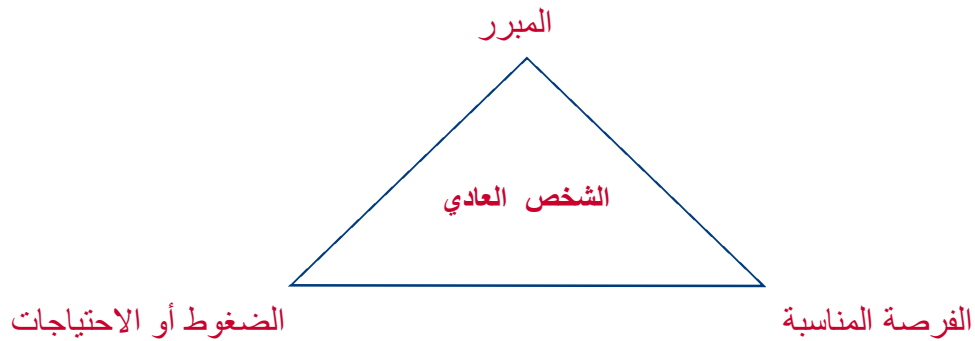 المبرر
الشخص العادي
الفرصة المناسبة
الضغوط أو الاحتياجات